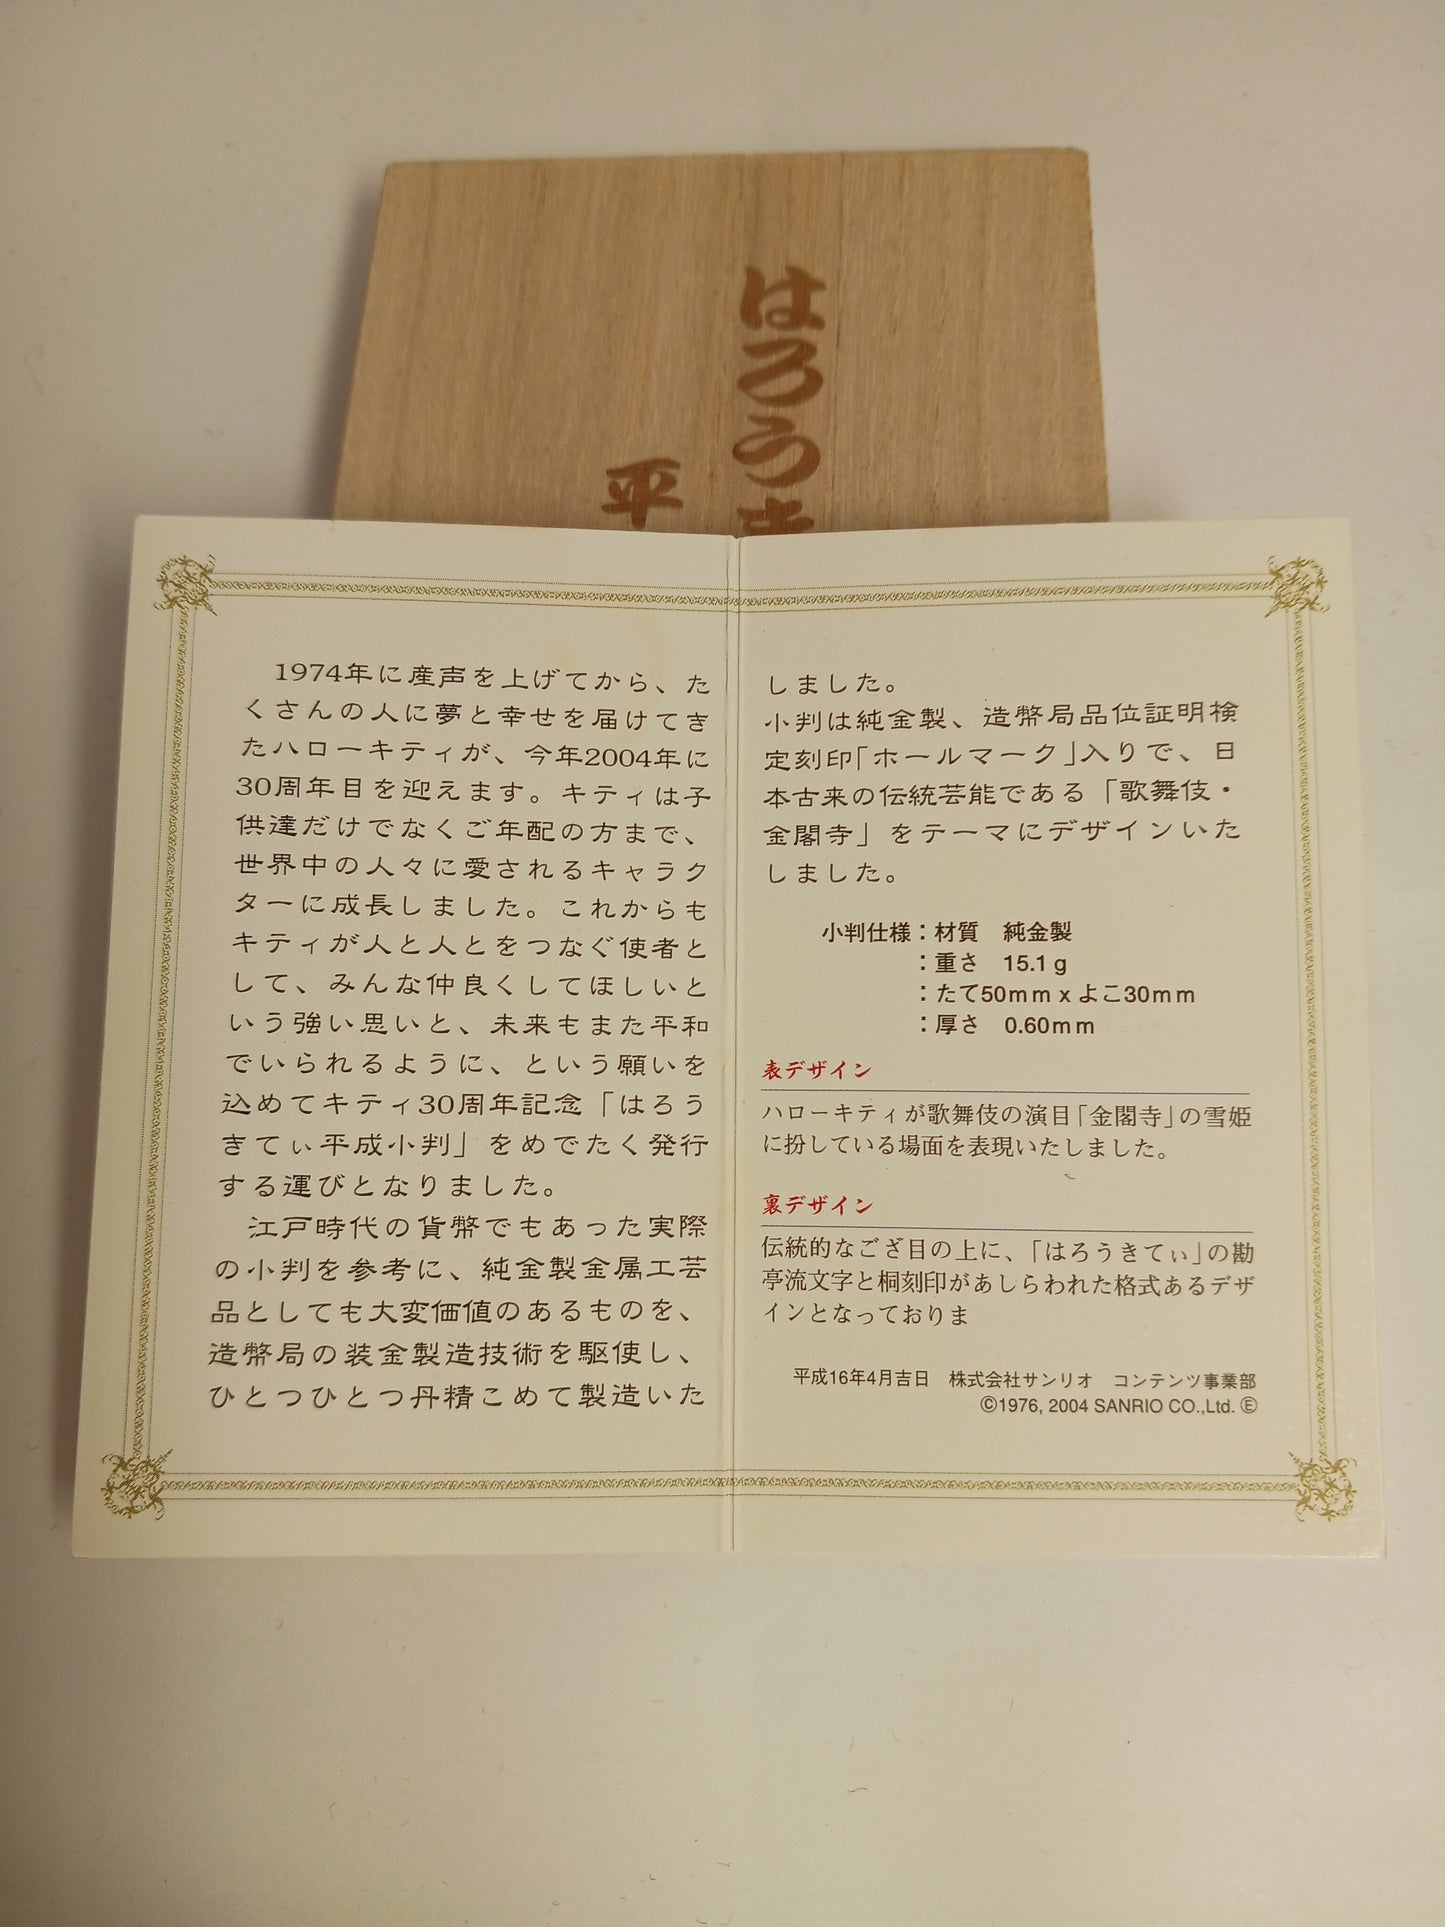 はろうき
平
1974年に産声を上げてから、た
くさんの人に夢と幸せを届けてき
たハローキティが、今年2004年に
30周年目を迎えます。キティは子
供達だけでなくご年配の方まで、
世界中の人々に愛されるキャラク
ターに成長しました。これからも
キティが人と人とをつなぐ使者と
して、みんな仲良くしてほしいと
いう強い思いと、未来もまた平和
でいられるように、という願いを
込めてキティ30周年記念「はろう
きてぃ平成小判」をめでたく発行
する運びとなりました。
江戸時代の貨幣でもあった実際
の小判を参考に、純金製金属工芸
品としても大変価値のあるものを、
造幣局の装金製造技術を駆使し、
ひとつひとつ丹精こめて製造いた
しました。
小判は純金製、造幣局品位証明検
定刻印「ホールマーク」入りで、日
本古来の伝統芸能である「歌舞伎・
金閣寺」をテーマにデザインいた
しました。
小判仕様：材質　純金製
：重さ　15.1g
：たて50mm x よこ30mm
：厚さ　0.60mm
表デザイン
ハローキティが歌舞伎の演目「金閣寺」の雪姫
に扮している場面を表現いたしました。
裏デザイン
伝統的なござ目の上に、「はろうきてぃ」の勘
亭流文字と桐刻印があしらわれた格式あるデザ
インとなっておりま
平成16年4月吉日　株式会社サンリオ　コンテンツ事業部
©1976, 2004 SANRIO CO.,Ltd. Ⓔ